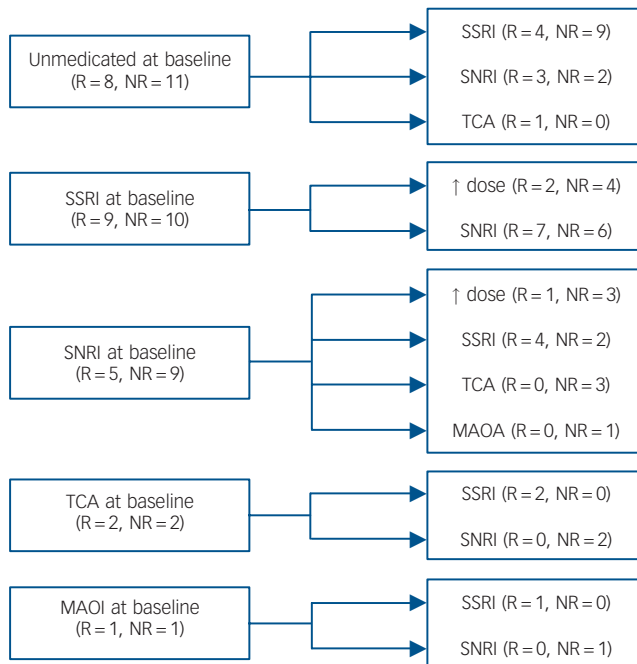 Unmedicated at baseline
(R = 8, NR = 11)
SSRI (R = 4, NR = 9)
SNRI (R = 3, NR = 2)
TCA (R = 1, NR = 0)
SSRI at baseline
(R = 9, NR = 10)
↑ dose (R = 2, NR = 4)
SNRI (R = 7, NR = 6)
SNRI at baseline
(R = 5, NR = 9)
↑ dose (R = 1, NR = 3)
SSRI (R = 4, NR = 2)
TCA (R = 0, NR = 3)
MAOA (R = 0, NR = 1)
TCA at baseline
(R = 2, NR = 2)
SSRI (R = 2, NR = 0)
SNRI (R = 0, NR = 2)
MAOI at baseline
(R = 1, NR = 1)
SSRI (R = 1, NR = 0)
SNRI (R = 0, NR = 1)